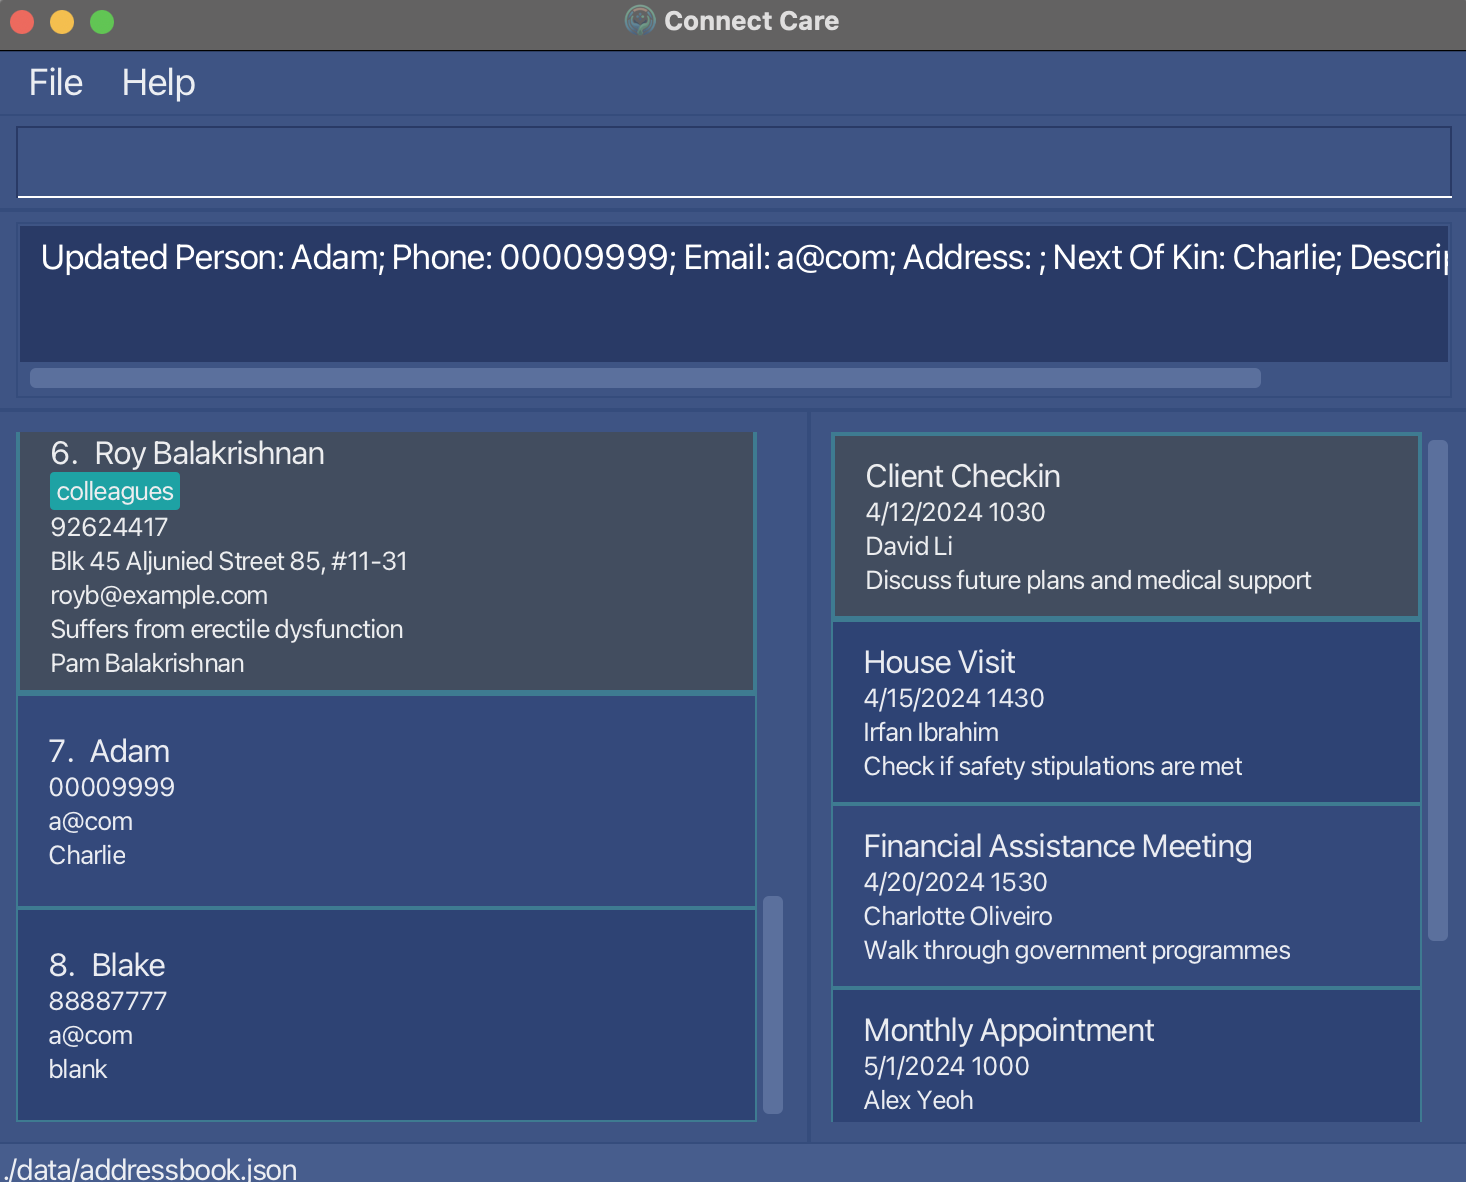 Connect Care
File Help
Updated Person: Adam; Phone: 00009999; Email: a@com; Address: ; Next Of Kin: Charlie; Descrip
6. Roy Balakrishnan
colleagues
92624417
Blk 45 Aljunied Street 85, #11-31
royb@example.com
Suffers from erectile dysfunction
Pam Balakrishnan
7. Adam
00009999
a@com
Charlie
8. Blake
88887777
a@com
blank
Client Checkin
4/12/2024 1030
David Li
Discuss future plans and medical support
House Visit
4/15/2024 1430
Irfan Ibrahim
Check if safety stipulations are met
Financial Assistance Meeting
4/20/2024 1530
Charlotte Oliveiro
Walk through government programmes
Monthly Appointment
5/1/2024 1000
Alex Yeoh
./data/addressbook.json